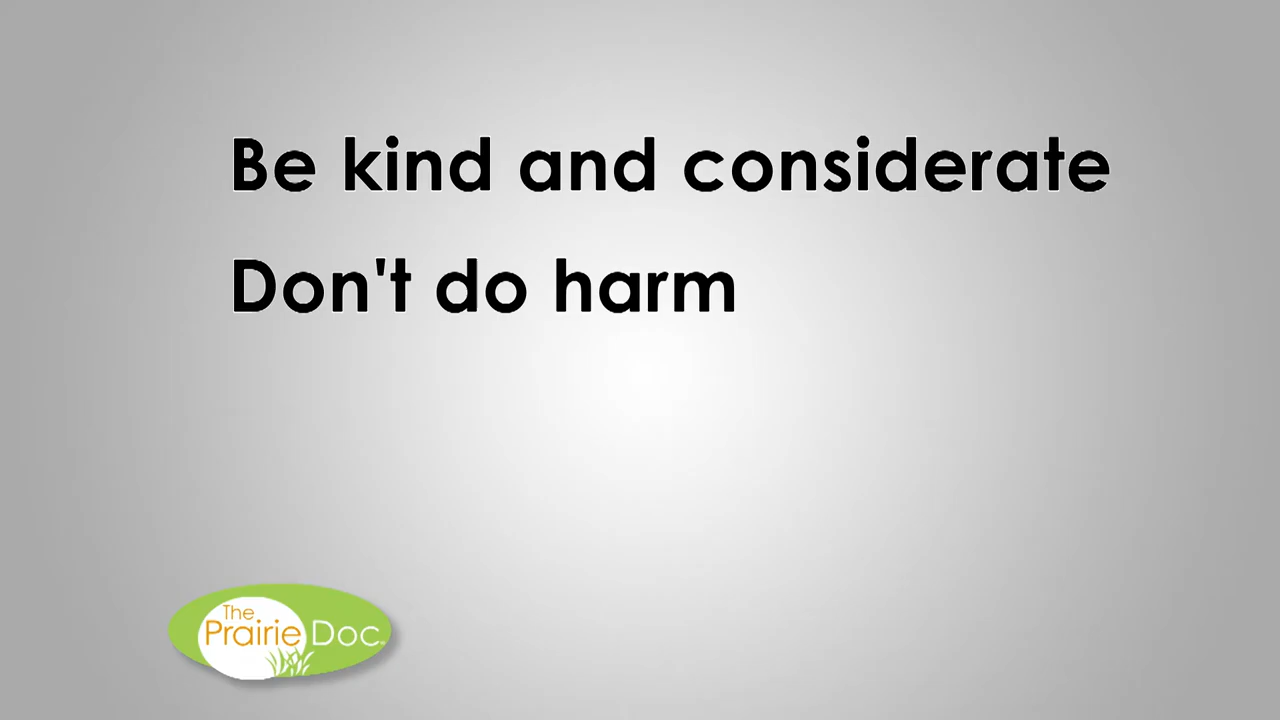 Be kind and considerate
Don't do harm
The
Prairie Doc